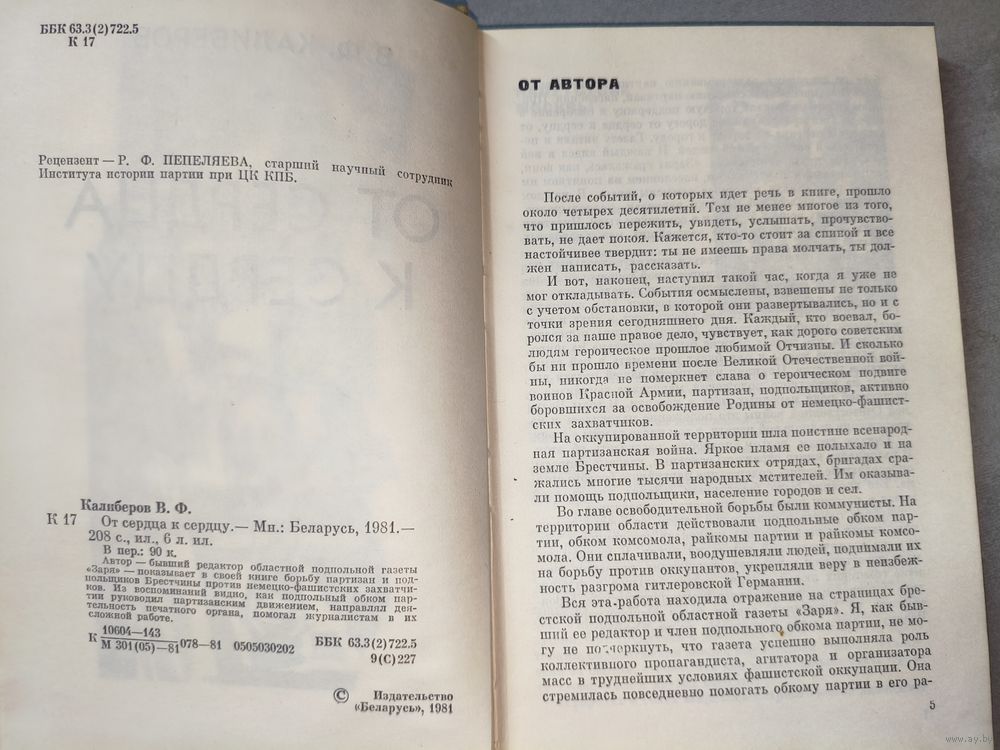 ББК 63.3(2)722.5
К 17
Рецензент — Р. Ф. ПЕПЕЛЯЕВА, старший научный сотрудник
Института истории партии при ЦК КПБ.
Калиберов В. Ф.
К 17
От сердца к сердцу.— Мн.: Беларусь, 1981.—
208 с., ил., 6 л. ил.
В пер.: 90 к.
Автор — бывший редактор областной подпольной газеты
«Заря» — показывает в своей книге борьбу партизан и под-
польщиков Брестчины против немецко-фашистских захватчи-
ков. Из воспоминаний видно, как подпольный обком пар-
тии руководил партизанским движением, направлял дея-
тельность печатного органа, помогал журналистам в их
сложной работе.
К 10604—143
М 301(05)—81 078—81 0505030202
ББК 63.3(2)722.5
9(С)227
© Издательство
«Беларусь», 1981
ОТ АВТОРА
После событий, о которых идет речь в книге, прошло
около четырех десятилетий. Тем не менее многое из того,
что пришлось пережить, увидеть, услышать, прочувство-
вать, не дает покоя. Кажется, кто-то стоит за спиной и все
настойчивее твердит: ты не имеешь права молчать, ты дол-
жен написать, рассказать.
И вот, наконец, наступил такой час, когда я уже не
мог откладывать. События осмыслены, взвешены не только
с учетом обстановки, в которой они развертывались, но и с
точки зрения сегодняшнего дня. Каждый, кто воевал, бо-
ролся за наше правое дело, чувствует, как дорого советским
людям героическое прошлое любимой Отчизны. И сколько
бы ни прошло времени после Великой Отечественной вой-
ны, никогда не померкнет слава о героическом подвиге
воинов Красной Армии, партизан, подпольщиков, активно
боровшихся за освобождение Родины от немецко-фашист-
ских захватчиков.
На оккупированной территории шла поистине всенарод-
ная партизанская война. Яркое пламя ее полыхало и на
земле Брестчины. В партизанских отрядах, бригадах сра-
жались многие тысячи народных мстителей. Им оказыва-
ли помощь подпольщики, население городов и сел.
Во главе освободительной борьбы были коммунисты. На
территории области действовали подпольные обком пар-
тии, обком комсомола, райкомы партии и райкомы комсо-
мола. Они сплачивали, воодушевляли людей, поднимали их
на борьбу против оккупантов, укрепляли веру в неизбеж-
ность разгрома гитлеровской Германии.
Вся эта работа находила отражение на страницах бре-
стской подпольной областной газеты «Заря». Я, как быв-
ший ее редактор и член подпольного обкома партии, не мо-
гу не подчеркнуть, что газета успешно выполняла роль
коллективного пропагандиста, агитатора и организатора
масс в труднейших условиях фашистской оккупации. Она
стремилась повседневно помогать обкому партии в его ра-
5
www.ay.by